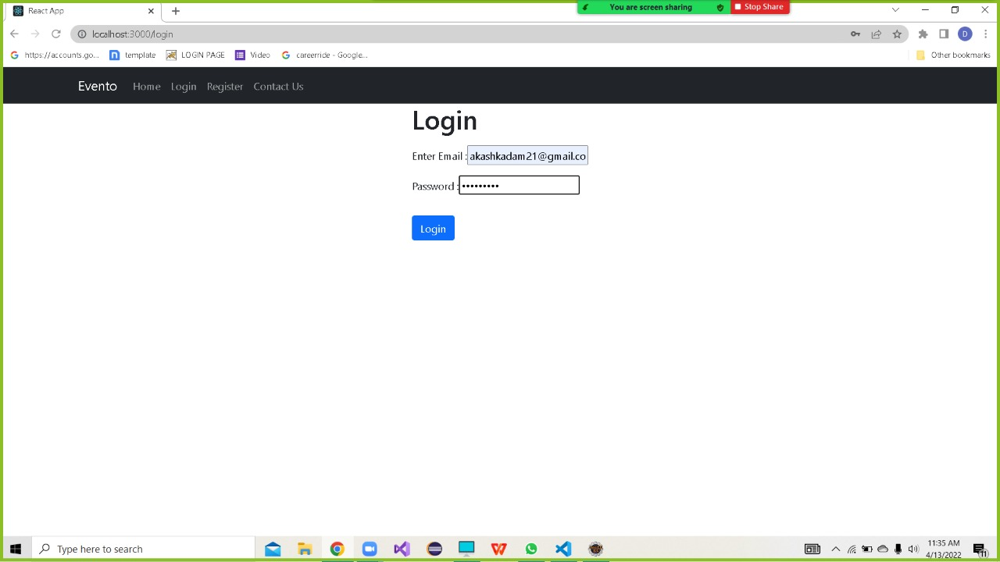 React App
You are screen sharing
Stop Share
localhost:3000/login
D
https://accounts.go...
template
LOGIN PAGE
Video
careerride - Google...
Other bookmarks
Evento
Home
Login
Register
Contact Us
Login
Enter Email :
akashkadam21@gmail.co
Password :
•••••••••
Login
Type here to search
11:35 AM
4/13/2022
11